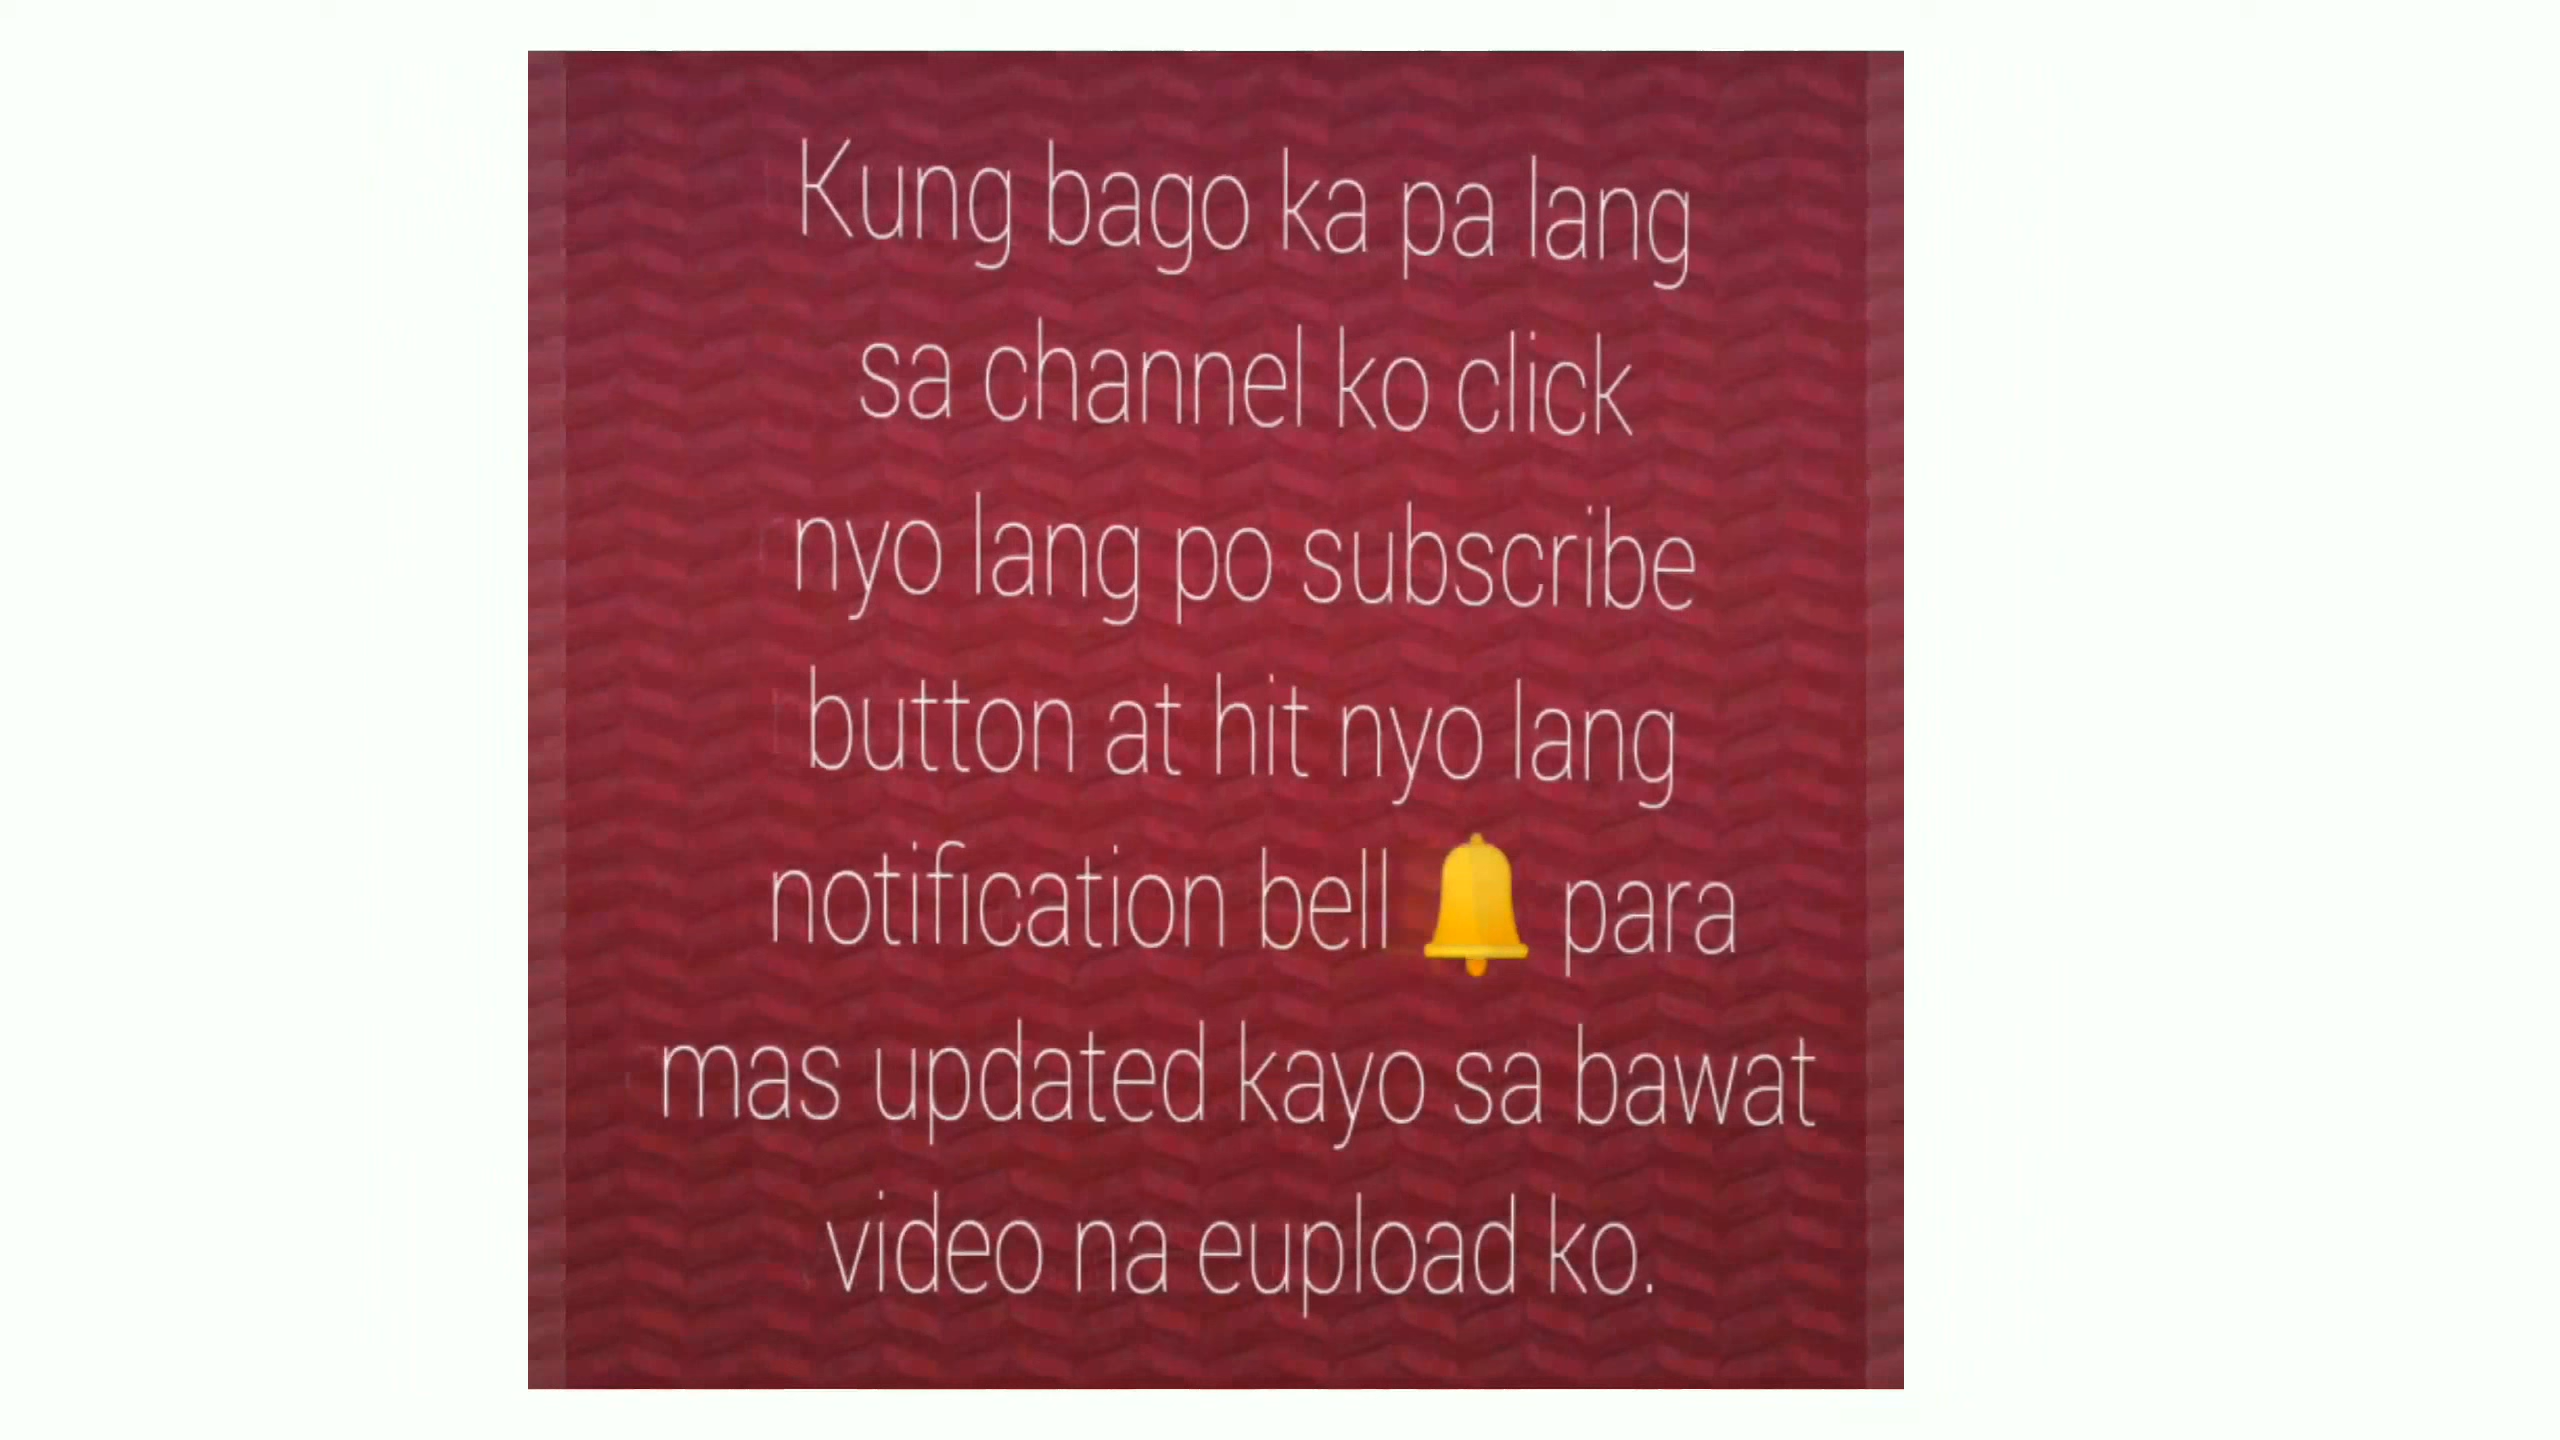 Kung bago ka pa lang
sa channel ko click
nyo lang po subscribe
button at hit nyo lang
notification bell🔔 para
mas updated kayo sa bawat
video na eupload ko.